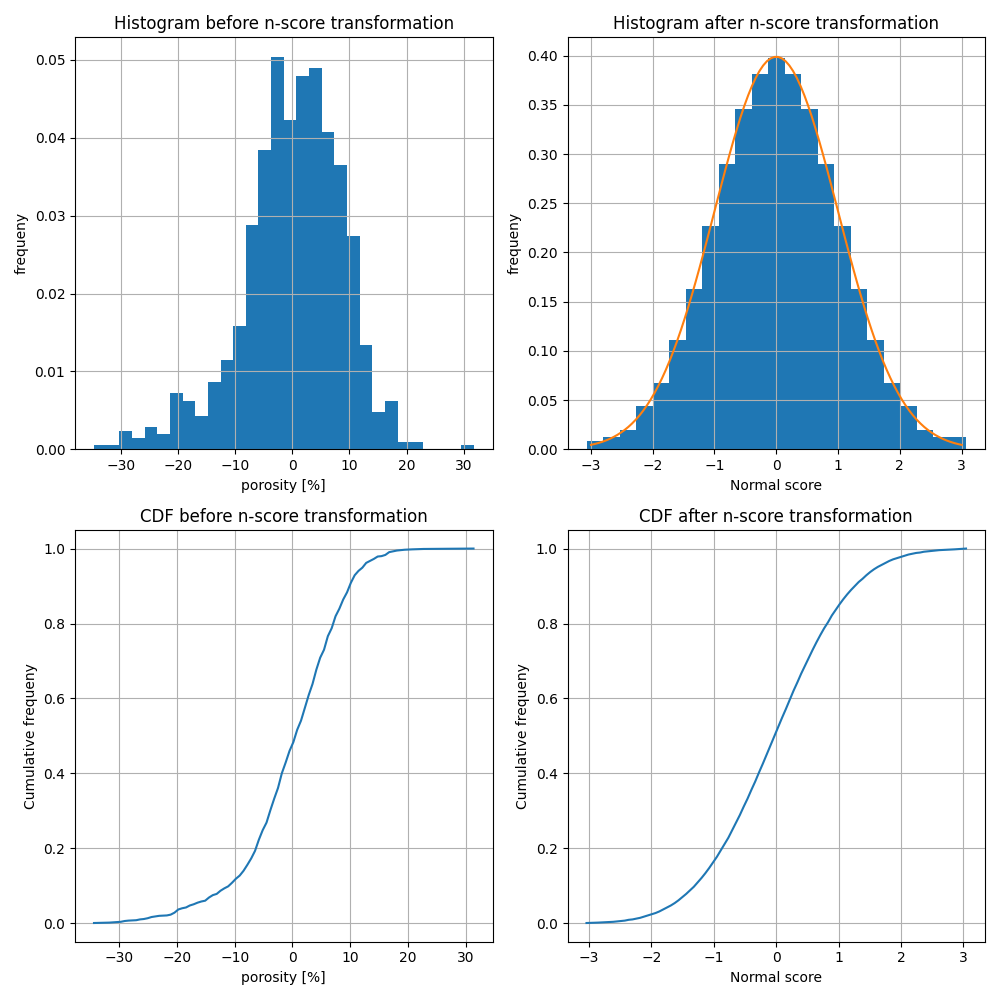 Histogram before n-score transformation
0.05
0.04
0.03
0.02
0.01
0.00
frequeny
−30 −20 −10 0 10 20 30
porosity [%]
Histogram after n-score transformation
0.40
0.35
0.30
0.25
0.20
0.15
0.10
0.05
0.00
frequeny
−3 −2 −1 0 1 2 3
Normal score
CDF before n-score transformation
1.0
0.8
0.6
0.4
0.2
0.0
Cumulative frequeny
−30 −20 −10 0 10 20 30
porosity [%]
CDF after n-score transformation
1.0
0.8
0.6
0.4
0.2
0.0
Cumulative frequeny
−3 −2 −1 0 1 2 3
Normal score